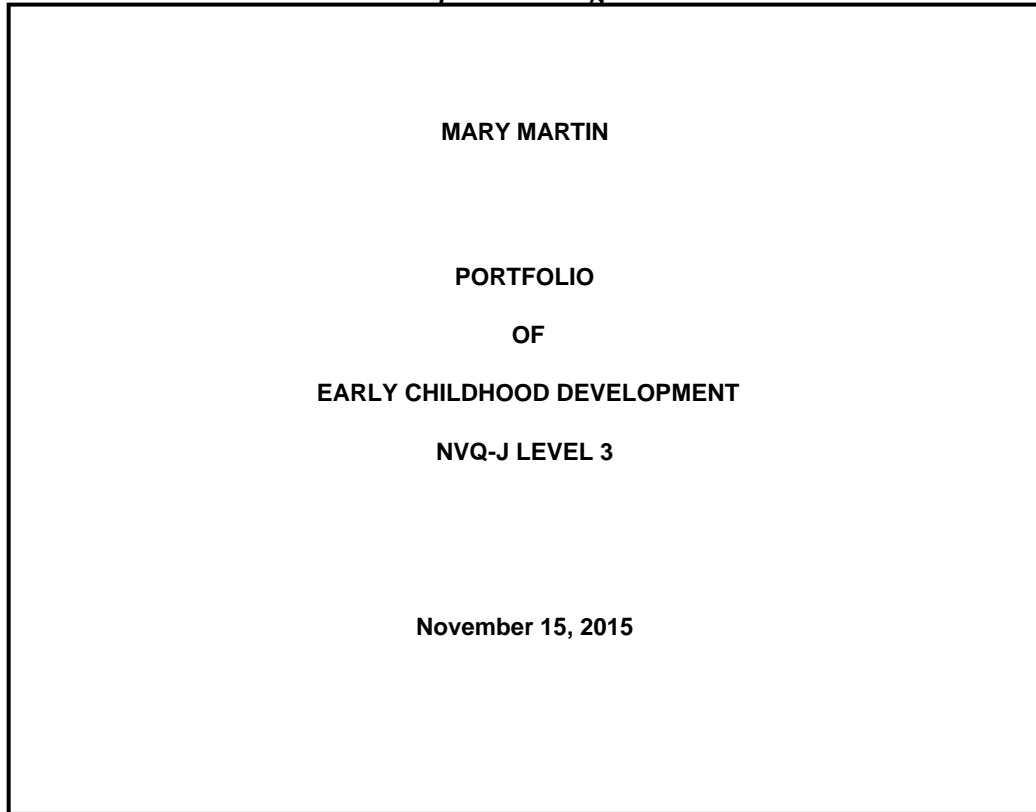 MARY MARTIN
PORTFOLIO
OF
EARLY CHILDHOOD DEVELOPMENT
NVQ-J LEVEL 3
November 15, 2015